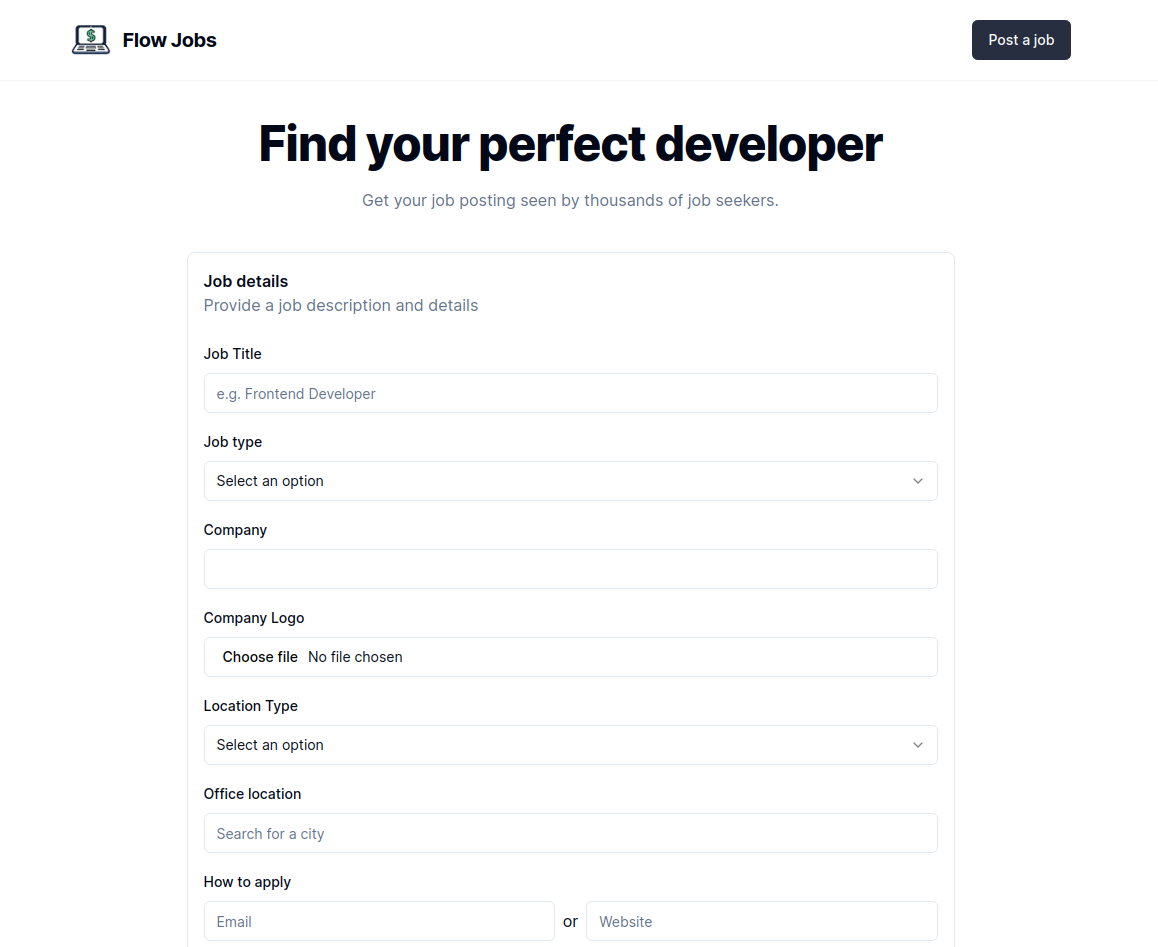 $
Flow Jobs
Post a job
Find your perfect developer
Get your job posting seen by thousands of job seekers.
Job details
Provide a job description and details
Job Title
e.g. Frontend Developer
Job type
Select an option
Company
Company Logo
Choose file No file chosen
Location Type
Select an option
Office location
Search for a city
How to apply
Email or Website